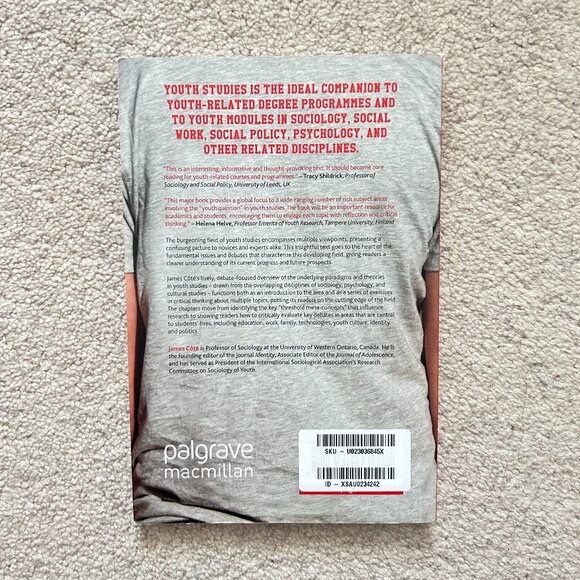 YOUTH STUDIES IS THE IDEAL COMPANION TO
YOUTH-RELATED DEGREE PROGRAMMES AND
TO YOUTH MODULES IN SOCIOLOGY, SOCIAL
WORK, SOCIAL POLICY, PSYCHOLOGY, AND
OTHER RELATED DISCIPLINES.
"This is an interesting, informative and thought-provoking text. It should become core
reading for youth-related courses and programmes." – Tracy Shildrick, Professor of
Sociology and Social Policy, University of Leeds, UK
"This major book provides a global focus to a wide-ranging number of rich subject areas
involving the "youth question" in youth studies. The book will be an important resource for
academics and students, encouraging them to engage each topic with reflection and critical
thinking." – Helena Helve, Professor Emerita of Youth Research, Tampere University, Finland
The burgeoning field of youth studies encompasses multiple viewpoints, presenting a
confusing picture to novices and experts alike. This insightful text goes to the heart of the
fundamental issues and debates that characterize this developing field, giving readers a
clearer understanding of its current progress and future prospects.
James Côté's lively, debate-focused overview of the underlying paradigms and theories
in youth studies – drawn from the overlapping disciplines of sociology, psychology, and
cultural studies – functions both as an introduction to the area and as a series of exercises
in critical thinking about multiple topics, putting its readers on the cutting edge of the field.
The chapters move from identifying the key "threshold meta-concepts" that influence
research to showing readers how to critically evaluate key debates in areas that are central
to students' lives, including education, work, family, technologies, youth culture, identity
and politics.
James Côté is Professor of Sociology at the University of Western Ontario, Canada. He is
the founding editor of the journal Identity, Associate Editor of the Journal of Adolescence,
and has served as President of the International Sociological Association's Research
Committee on Sociology of Youth.
palgrave
macmillan
SKU - U023036845X
ID - XSAU0234242